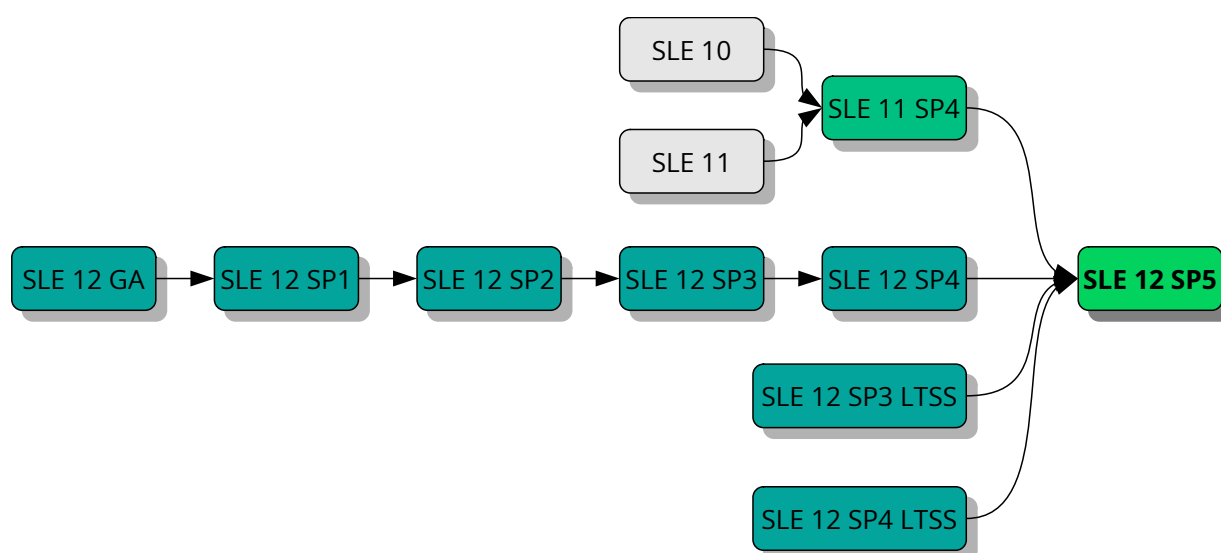 SLE 10
SLE 11 SP4
SLE 11
SLE 12 GA
SLE 12 SP1
SLE 12 SP2
SLE 12 SP3
SLE 12 SP4
SLE 12 SP5
SLE 12 SP3 LTSS
SLE 12 SP4 LTSS